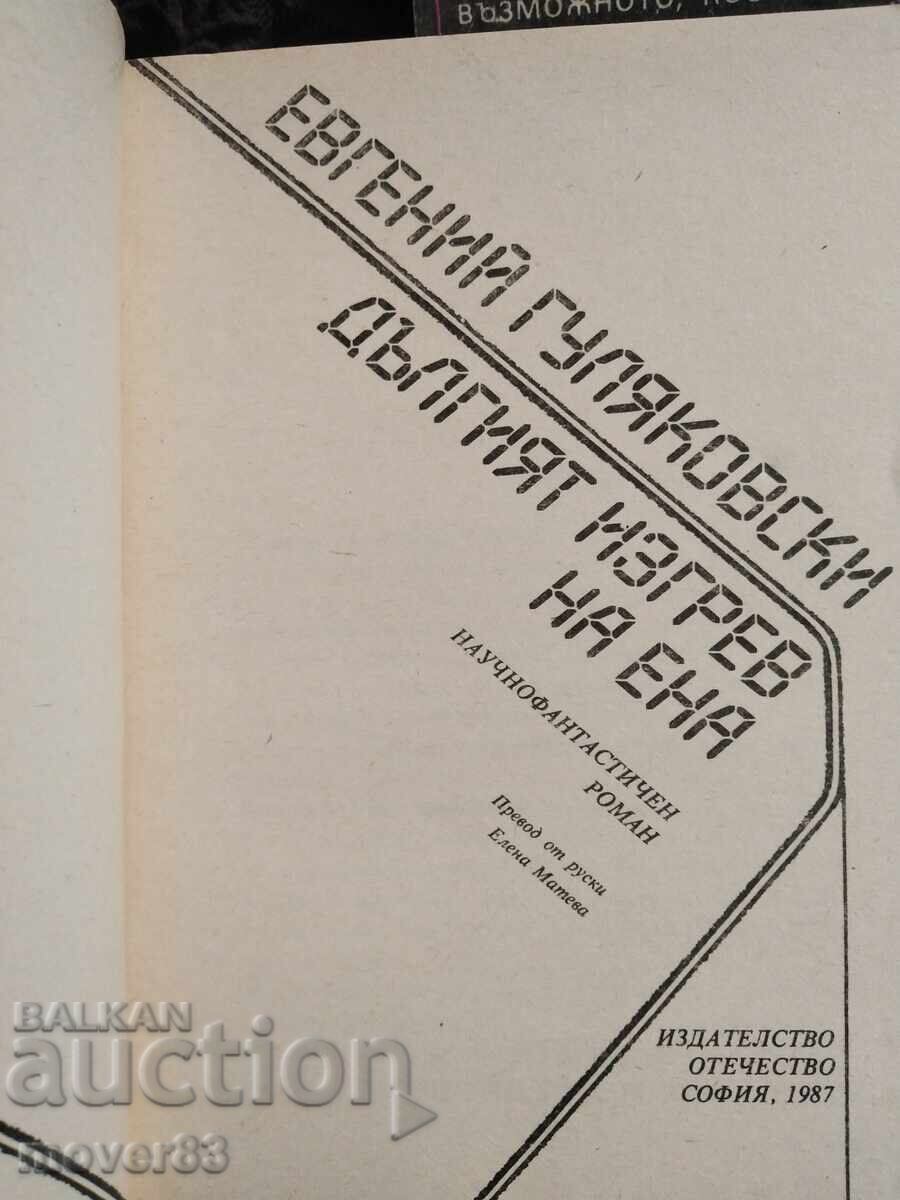 ВЪЗМОЖНОТО,
ЕВГЕНИЙ ГУЛЯКОВСКИ
ДЪЛГИЯТ ИЗГРЕВ
НА ЕНА
НАУЧНОФАНТАСТИЧЕН
РОМАН
Превод от руски
Елена Матева
ИЗДАТЕЛСТВО
ОТЕЧЕСТВО
СОФИЯ, 1987
BALKAN
auction
mover83